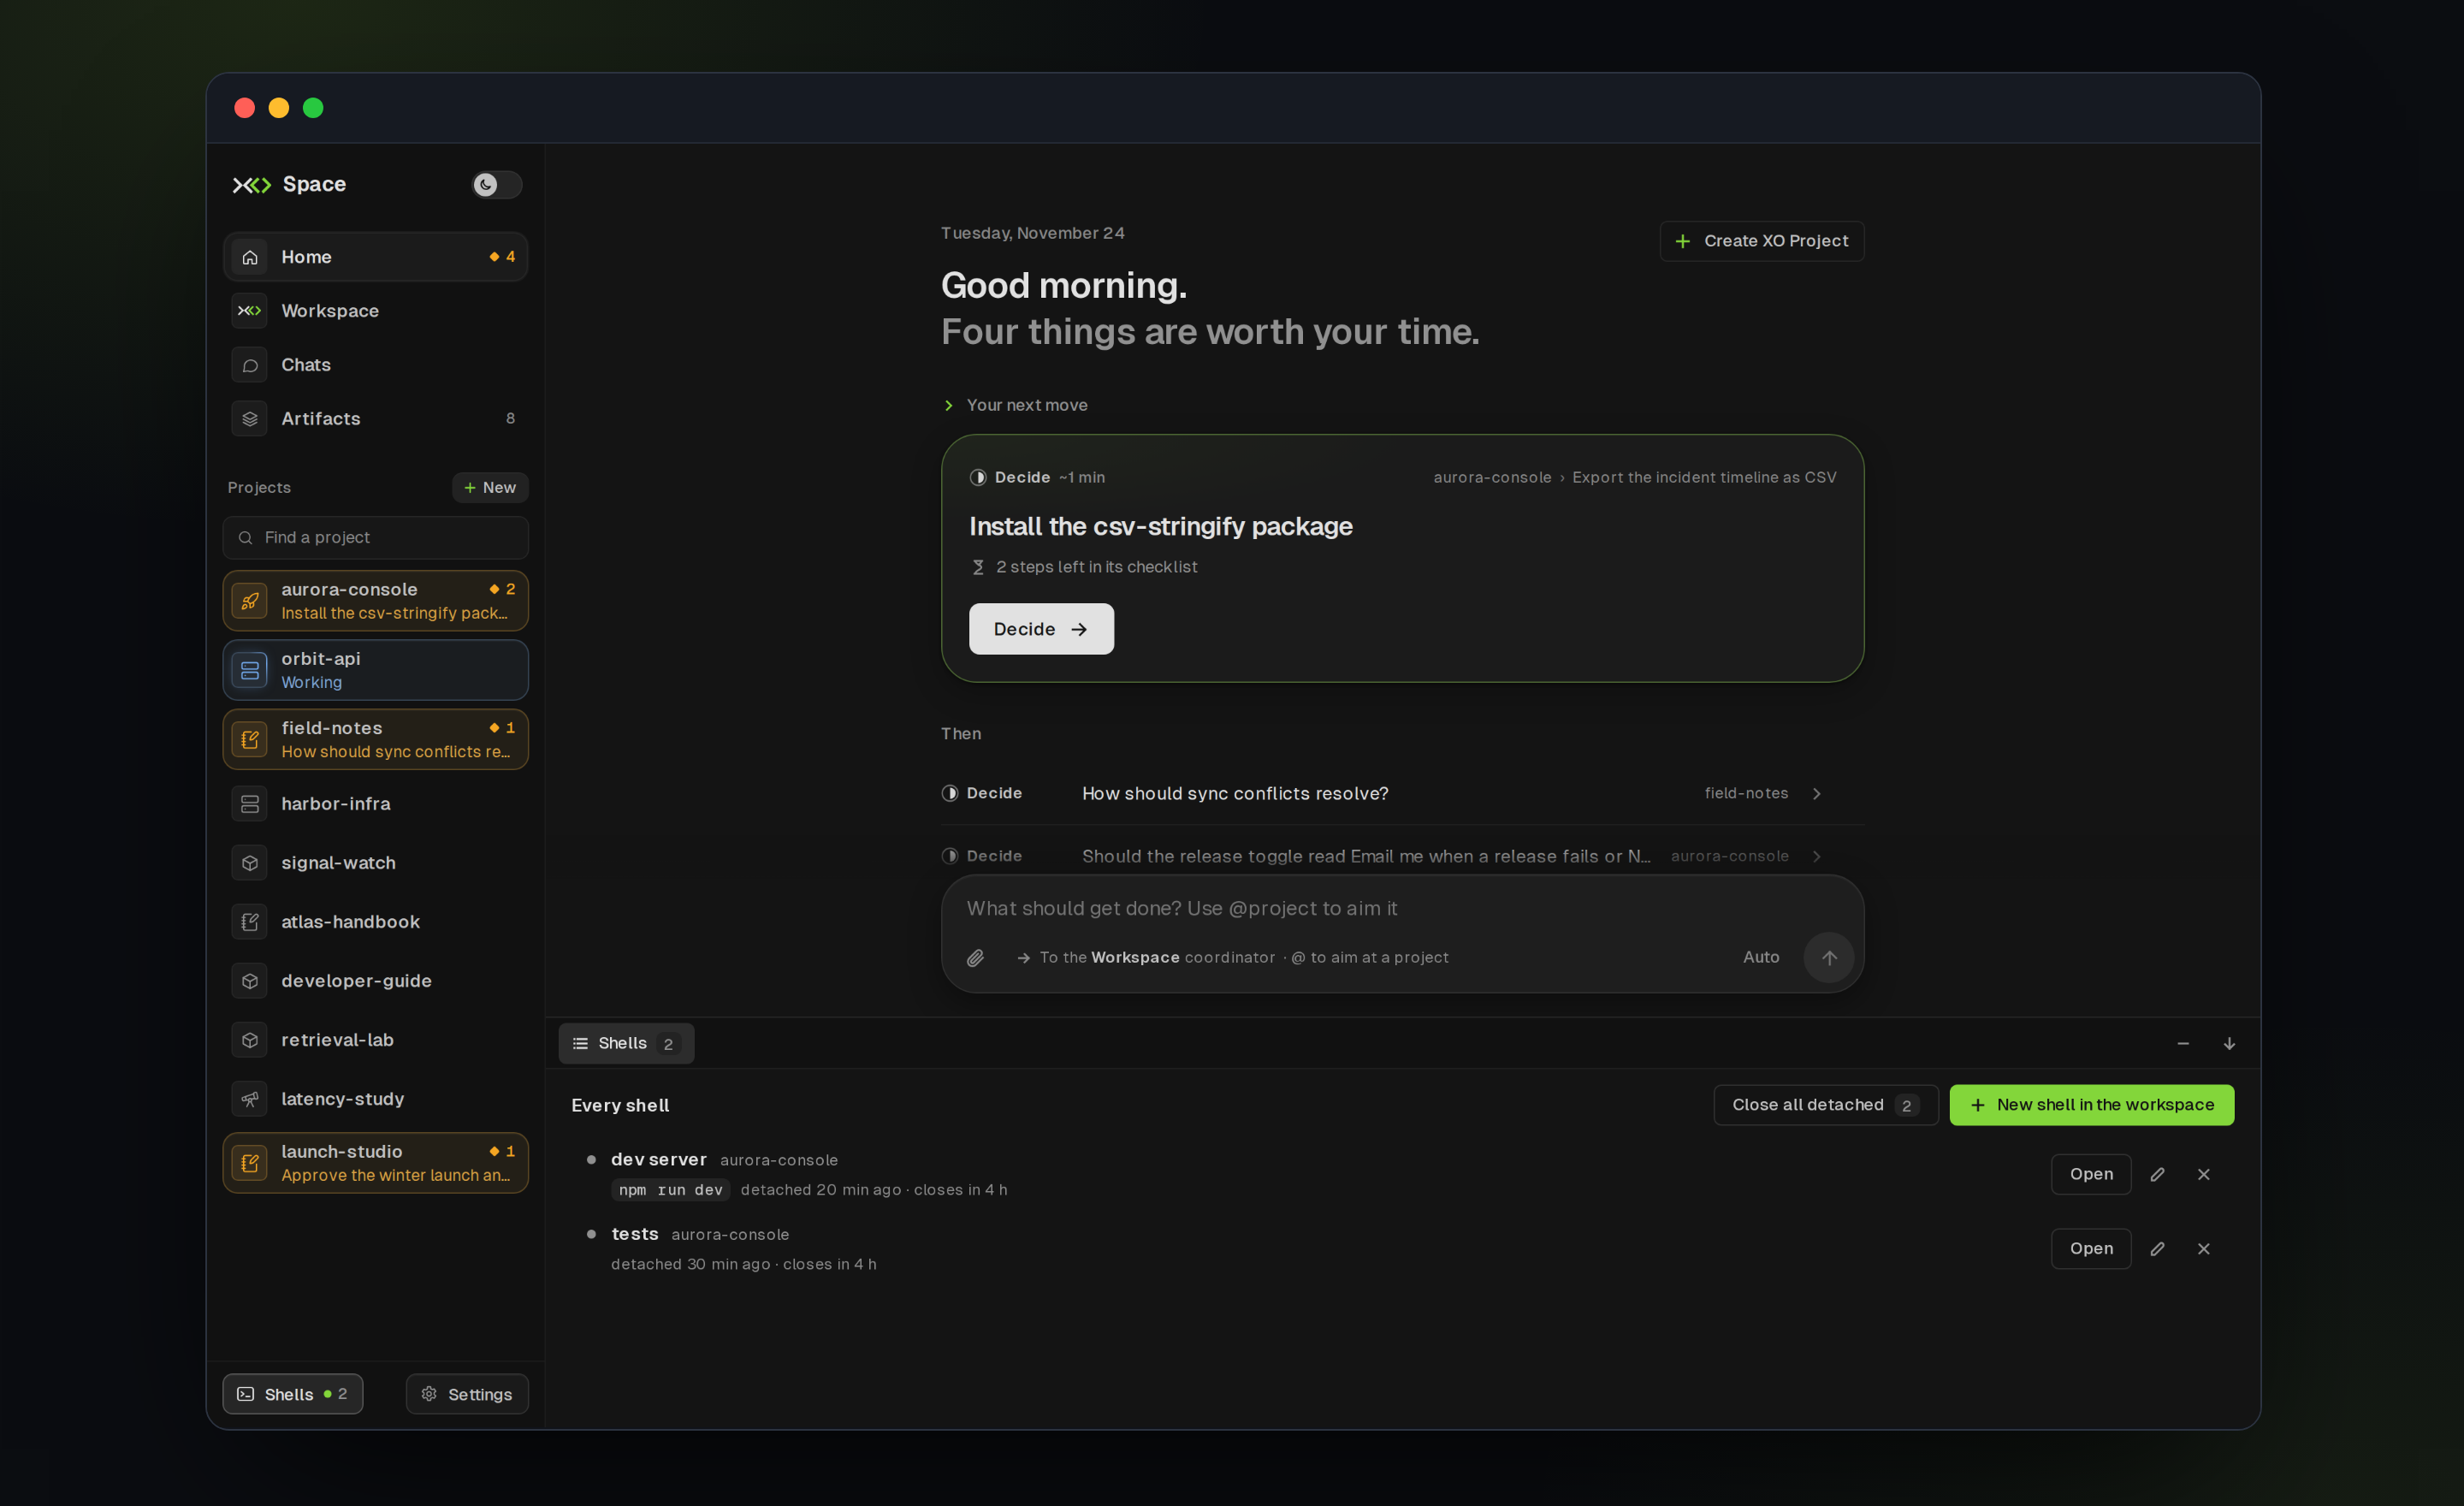 Space
Home 4
Workspace
Chats
Artifacts 8
Projects
New
Find a project
aurora-console 2
Install the csv-stringify pack...
orbit-api
Working
field-notes 1
How should sync conflicts re...
harbor-infra
signal-watch
atlas-handbook
developer-guide
retrieval-lab
latency-study
launch-studio 1
Approve the winter launch an...
Shells 2
Settings
Tuesday, November 24
Create XO Project
Good morning.
Four things are worth your time.
Your next move
Decide ~1 min
aurora-console › Export the incident timeline as CSV
Install the csv-stringify package
2 steps left in its checklist
Decide
Then
Decide How should sync conflicts resolve? field-notes
Decide Should the release toggle read Email me when a release fails or N... aurora-console
What should get done? Use @project to aim it
To the Workspace coordinator · @ to aim at a project
Auto
Shells 2
Every shell
Close all detached 2
New shell in the workspace
dev server aurora-console
npm run dev detached 20 min ago · closes in 4 h
Open
tests aurora-console
detached 30 min ago · closes in 4 h
Open